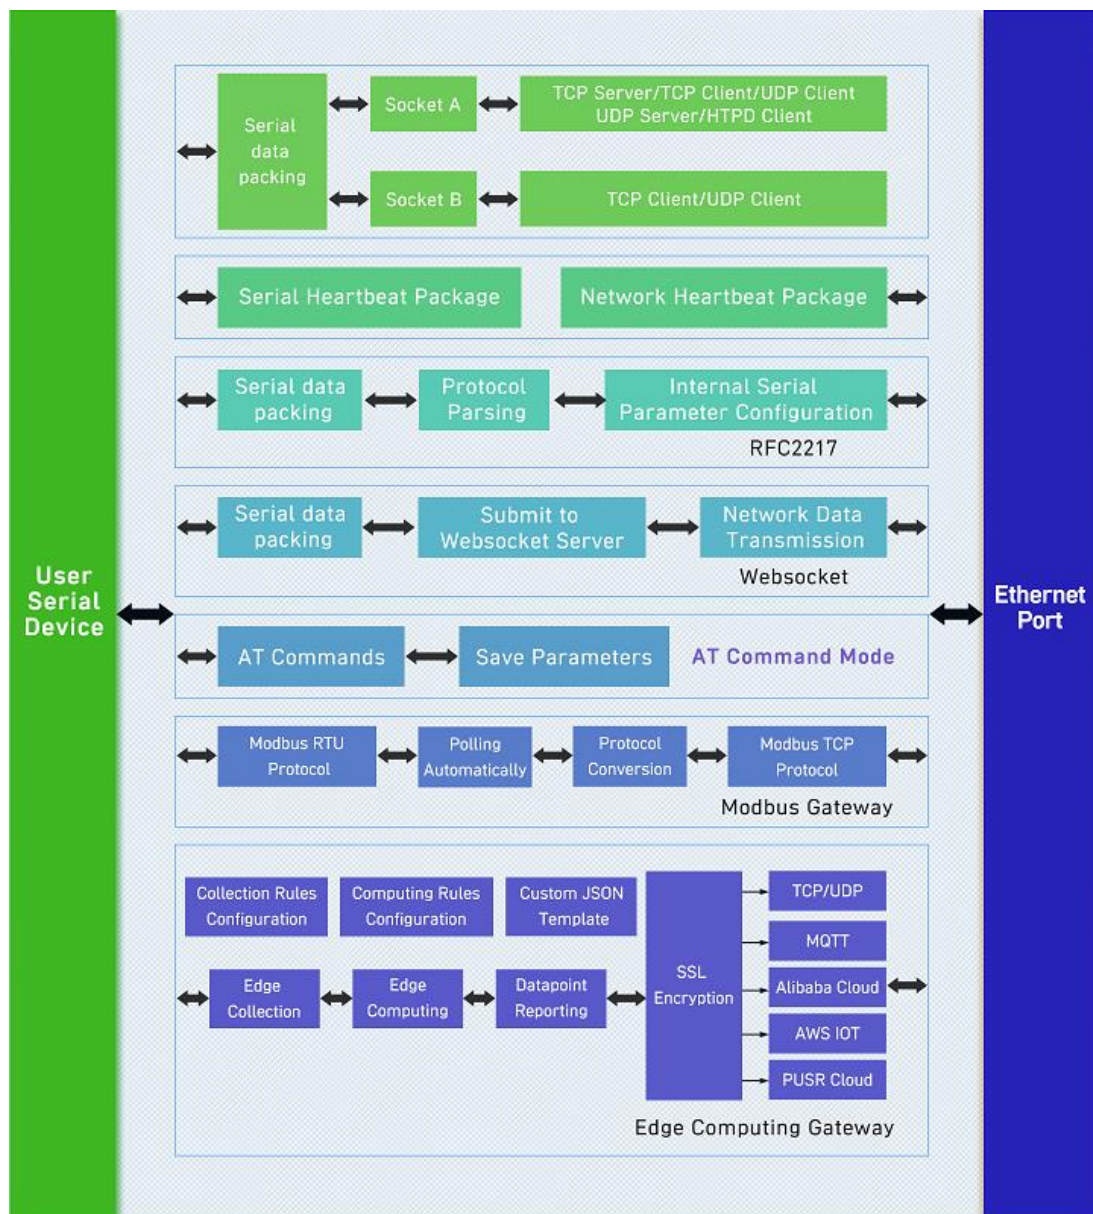 User
Serial
Device
Serial
data
packing
Socket A
TCP Server/TCP Client/UDP Client
UDP Server/HTPD Client
Socket B
TCP Client/UDP Client
Serial Heartbeat Package
Network Heartbeat Package
Serial data
packing
Protocol
Parsing
Internal Serial
Parameter Configuration
RFC2217
Serial data
packing
Submit to
Websocket Server
Network Data
Transmission
Websocket
AT Commands
Save Parameters
AT Command Mode
Modbus RTU
Protocol
Polling
Automatically
Protocol
Conversion
Modbus TCP
Protocol
Modbus Gateway
Collection Rules
Configuration
Computing Rules
Configuration
Custom JSON
Template
Edge
Collection
Edge
Computing
Datapoint
Reporting
SSL
Encryption
TCP/UDP
MQTT
Alibaba Cloud
AWS IOT
PUSR Cloud
Edge Computing Gateway
Ethernet
Port